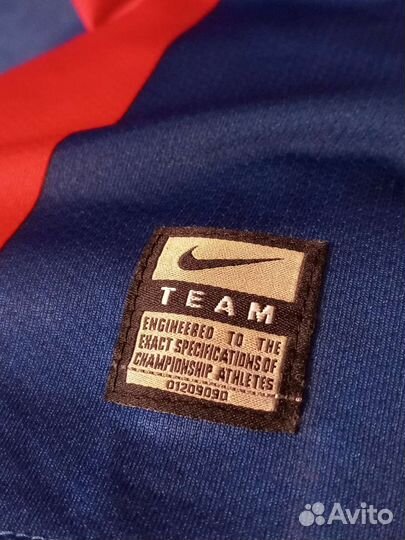 TEAM
ENGINEERED TO THE
EXACT SPECIFICATIONS OF
CHAMPIONSHIP ATHLETES
01209090
Avito